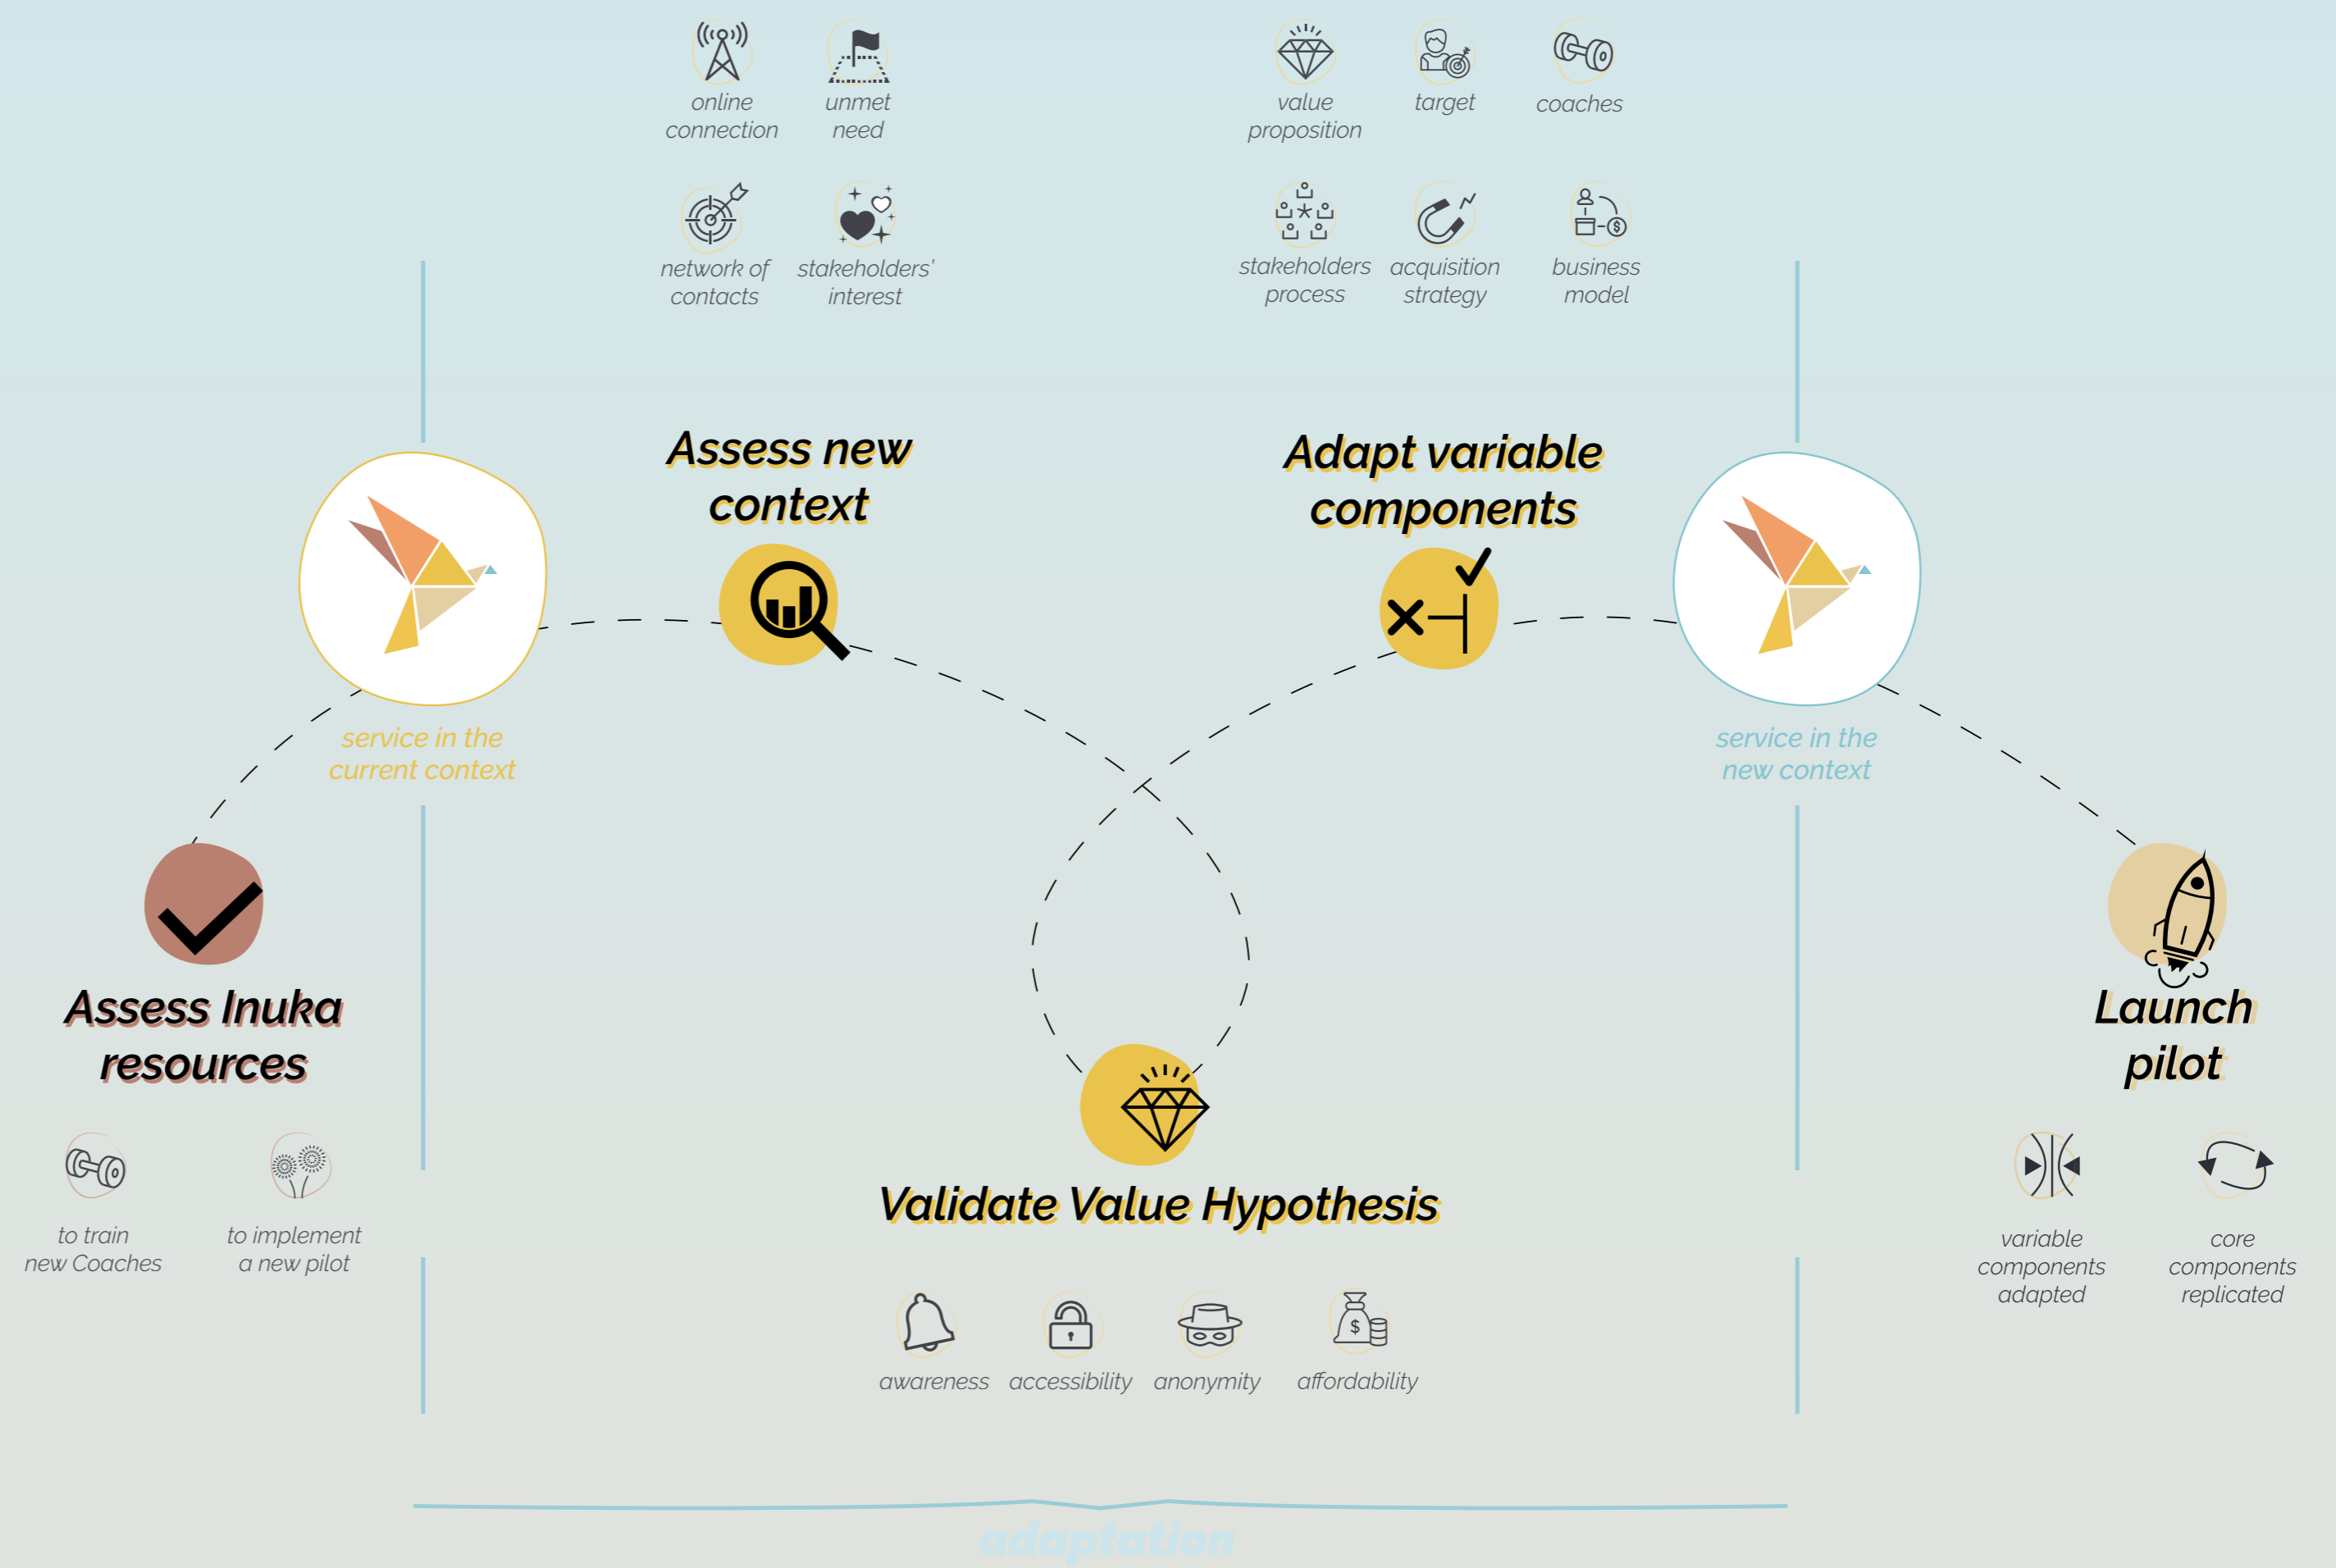 online
connection
unmet
need
value
proposition
target
coaches
network of
contacts
stakeholders'
interest
stakeholders
process
acquisition
strategy
business
model
Assess new
context
Adapt variable
components
service in the
current context
service in the
new context
Assess Inuka
resources
Launch
pilot
to train
new Coaches
to implement
a new pilot
Validate Value Hypothesis
variable
components
adapted
core
components
replicated
awareness
accessibility
anonymity
affordability
adaptation